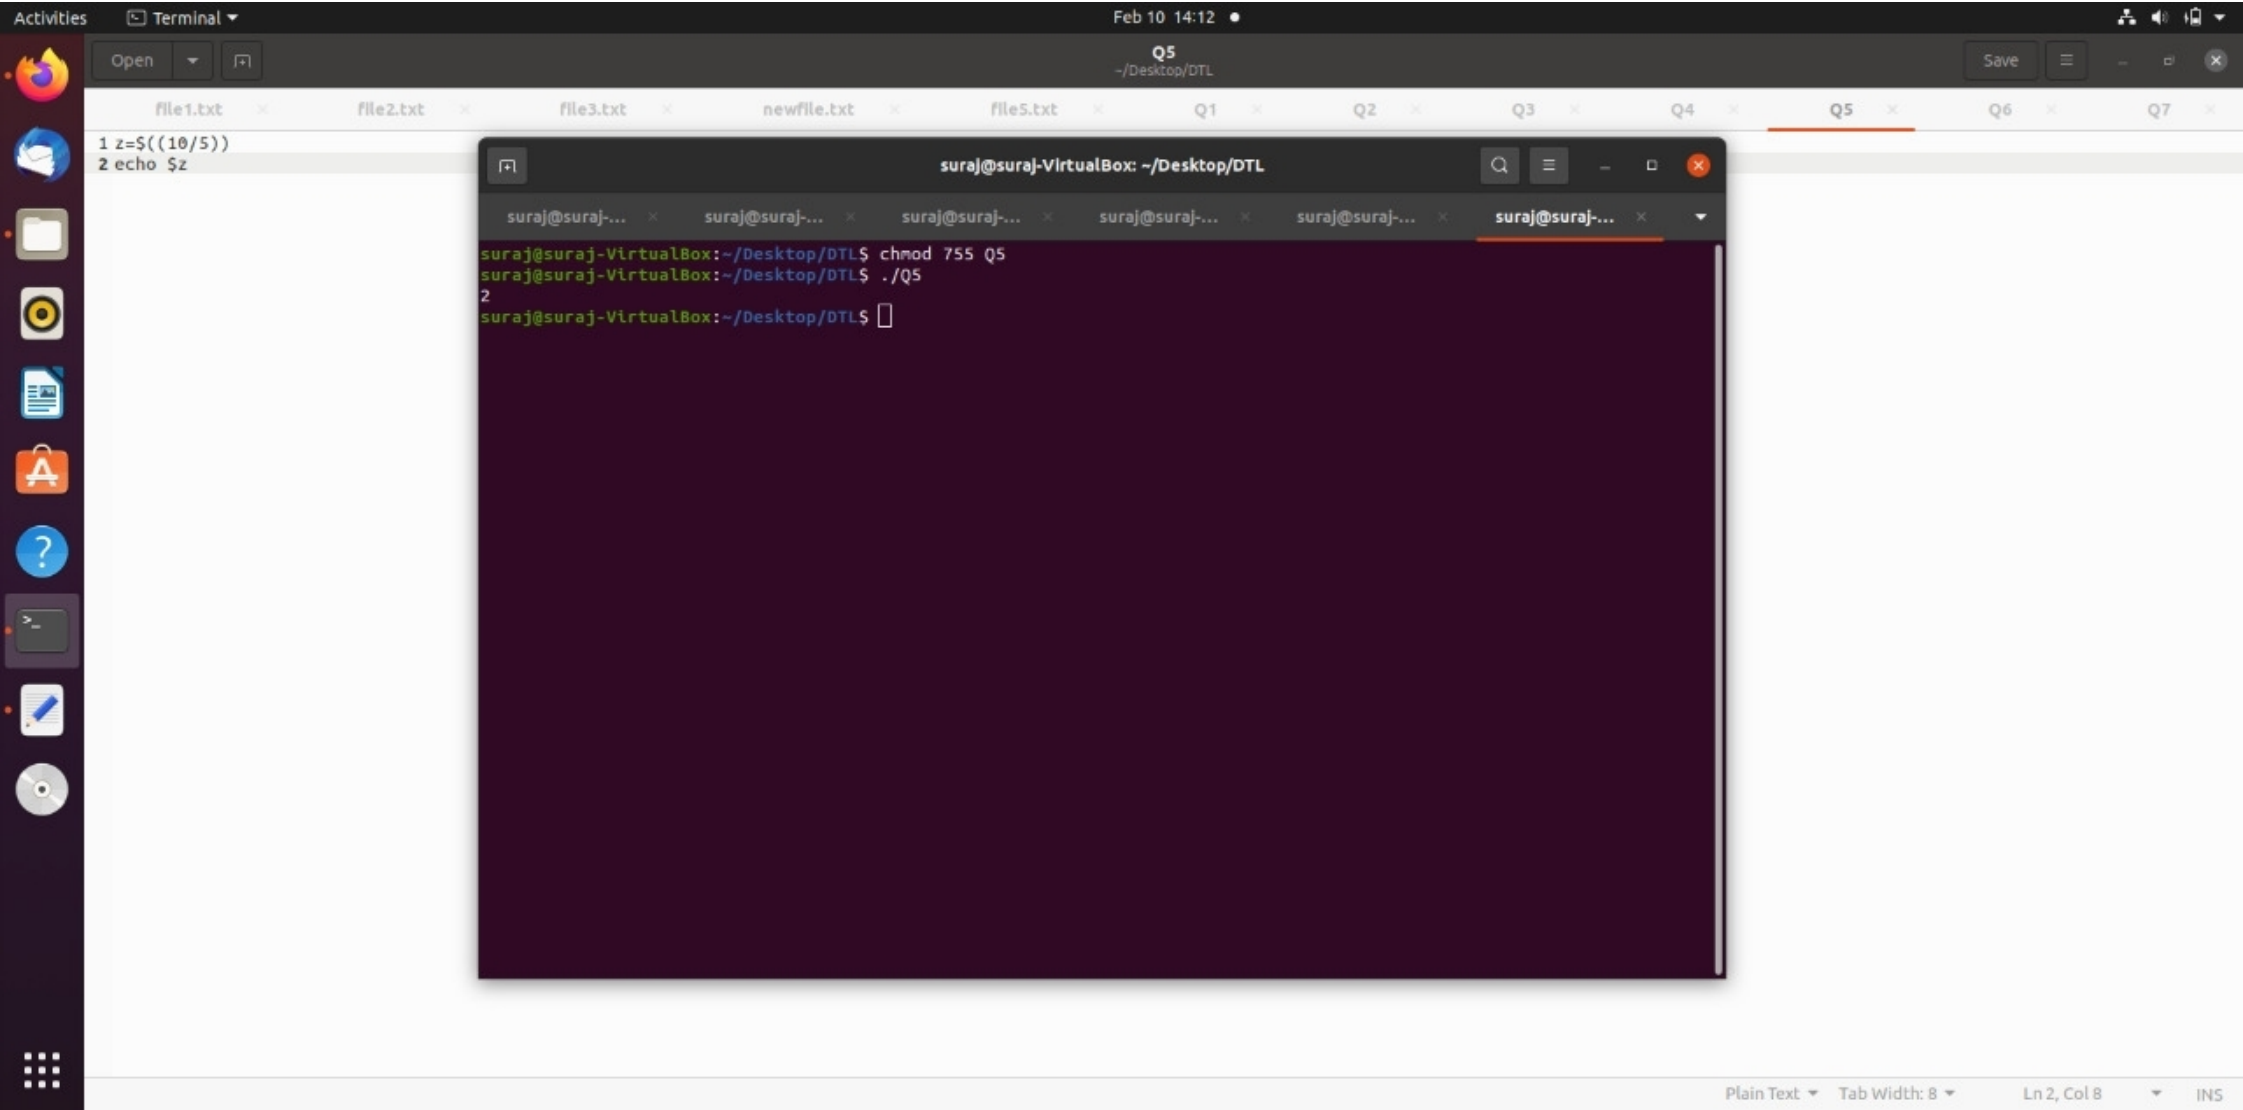 Activities Terminal Feb 10 14:12
Open Q5 Save
~/Desktop/DTL
file1.txt file2.txt file3.txt newfile.txt file5.txt Q1 Q2 Q3 Q4 Q5 Q6 Q7
1 z=$((10/5))
2 echo $z
suraj@suraj-VirtualBox: ~/Desktop/DTL
suraj@suraj-... suraj@suraj-... suraj@suraj-... suraj@suraj-... suraj@suraj-... suraj@suraj-...
suraj@suraj-VirtualBox:~/Desktop/DTL$ chmod 755 Q5
suraj@suraj-VirtualBox:~/Desktop/DTL$ ./Q5
2
suraj@suraj-VirtualBox:~/Desktop/DTL$
Plain Text Tab Width: 8 Ln 2, Col 8 INS